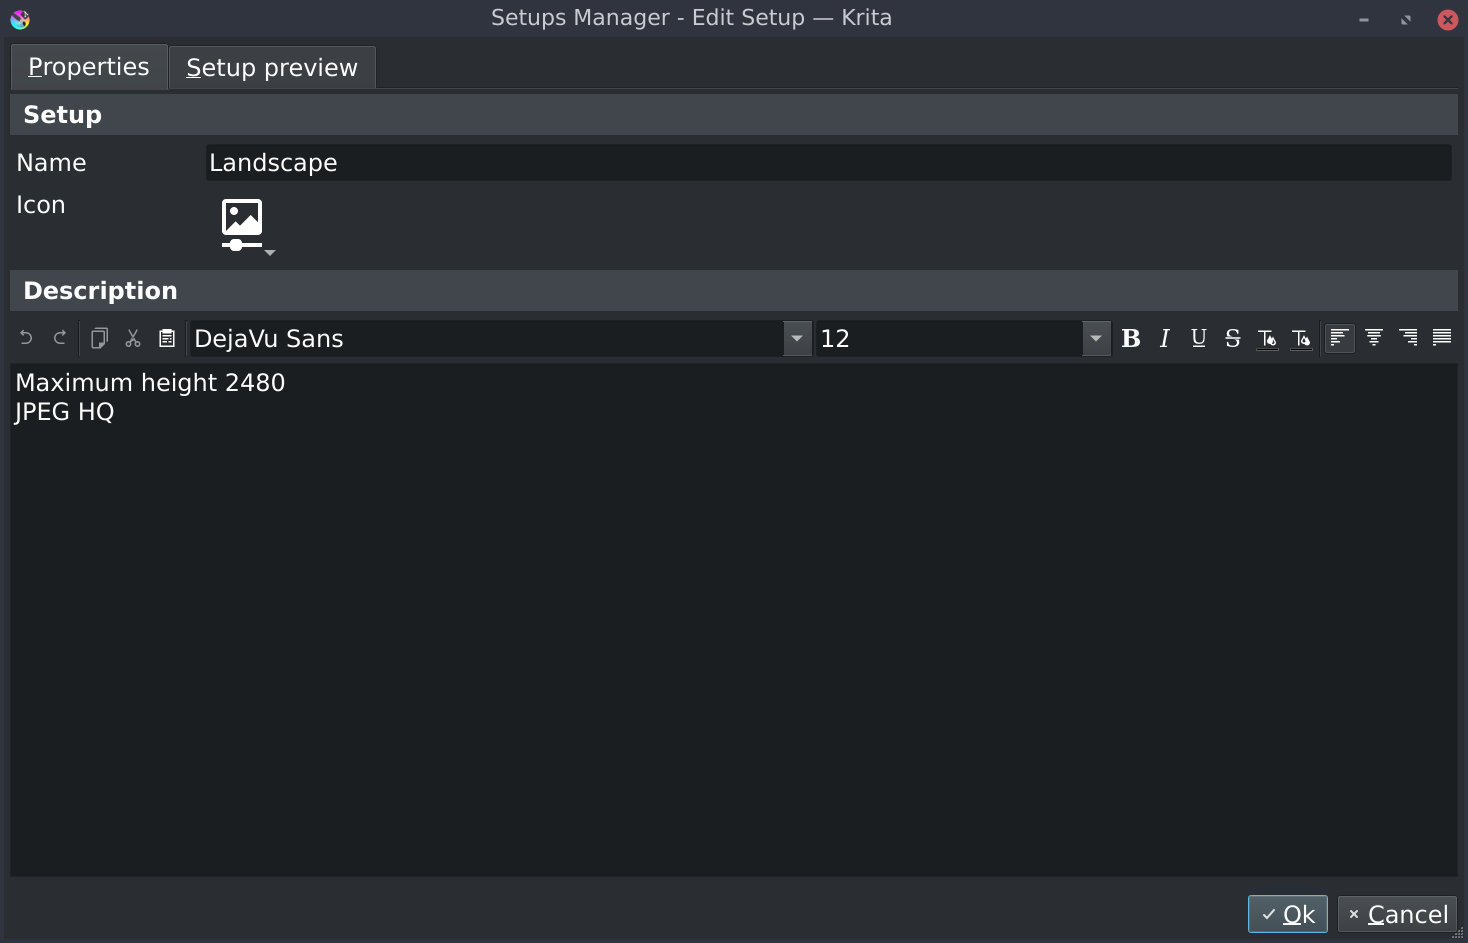 Setups Manager - Edit Setup — Krita
Properties
Setup preview
Setup
Name
Landscape
Icon
Description
DejaVu Sans
12
B
I
U
S
Maximum height 2480
JPEG HQ
Ok
Cancel